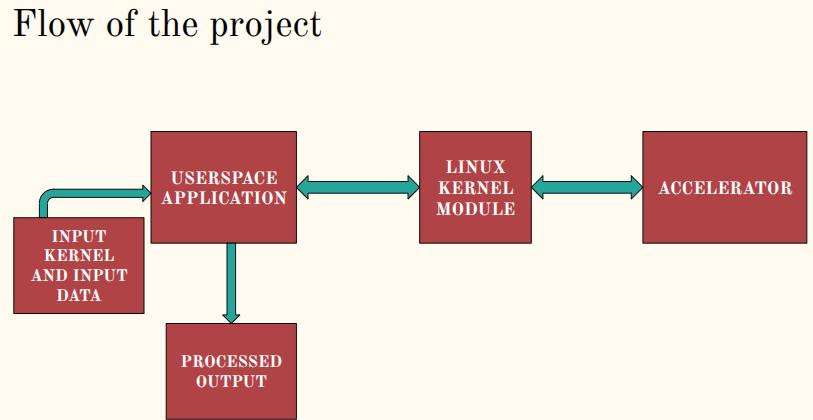 Flow of the project
USERSPACE
APPLICATION
LINUX
KERNEL
MODULE
ACCELERATOR
INPUT
KERNEL
AND INPUT
DATA
PROCESSED
OUTPUT